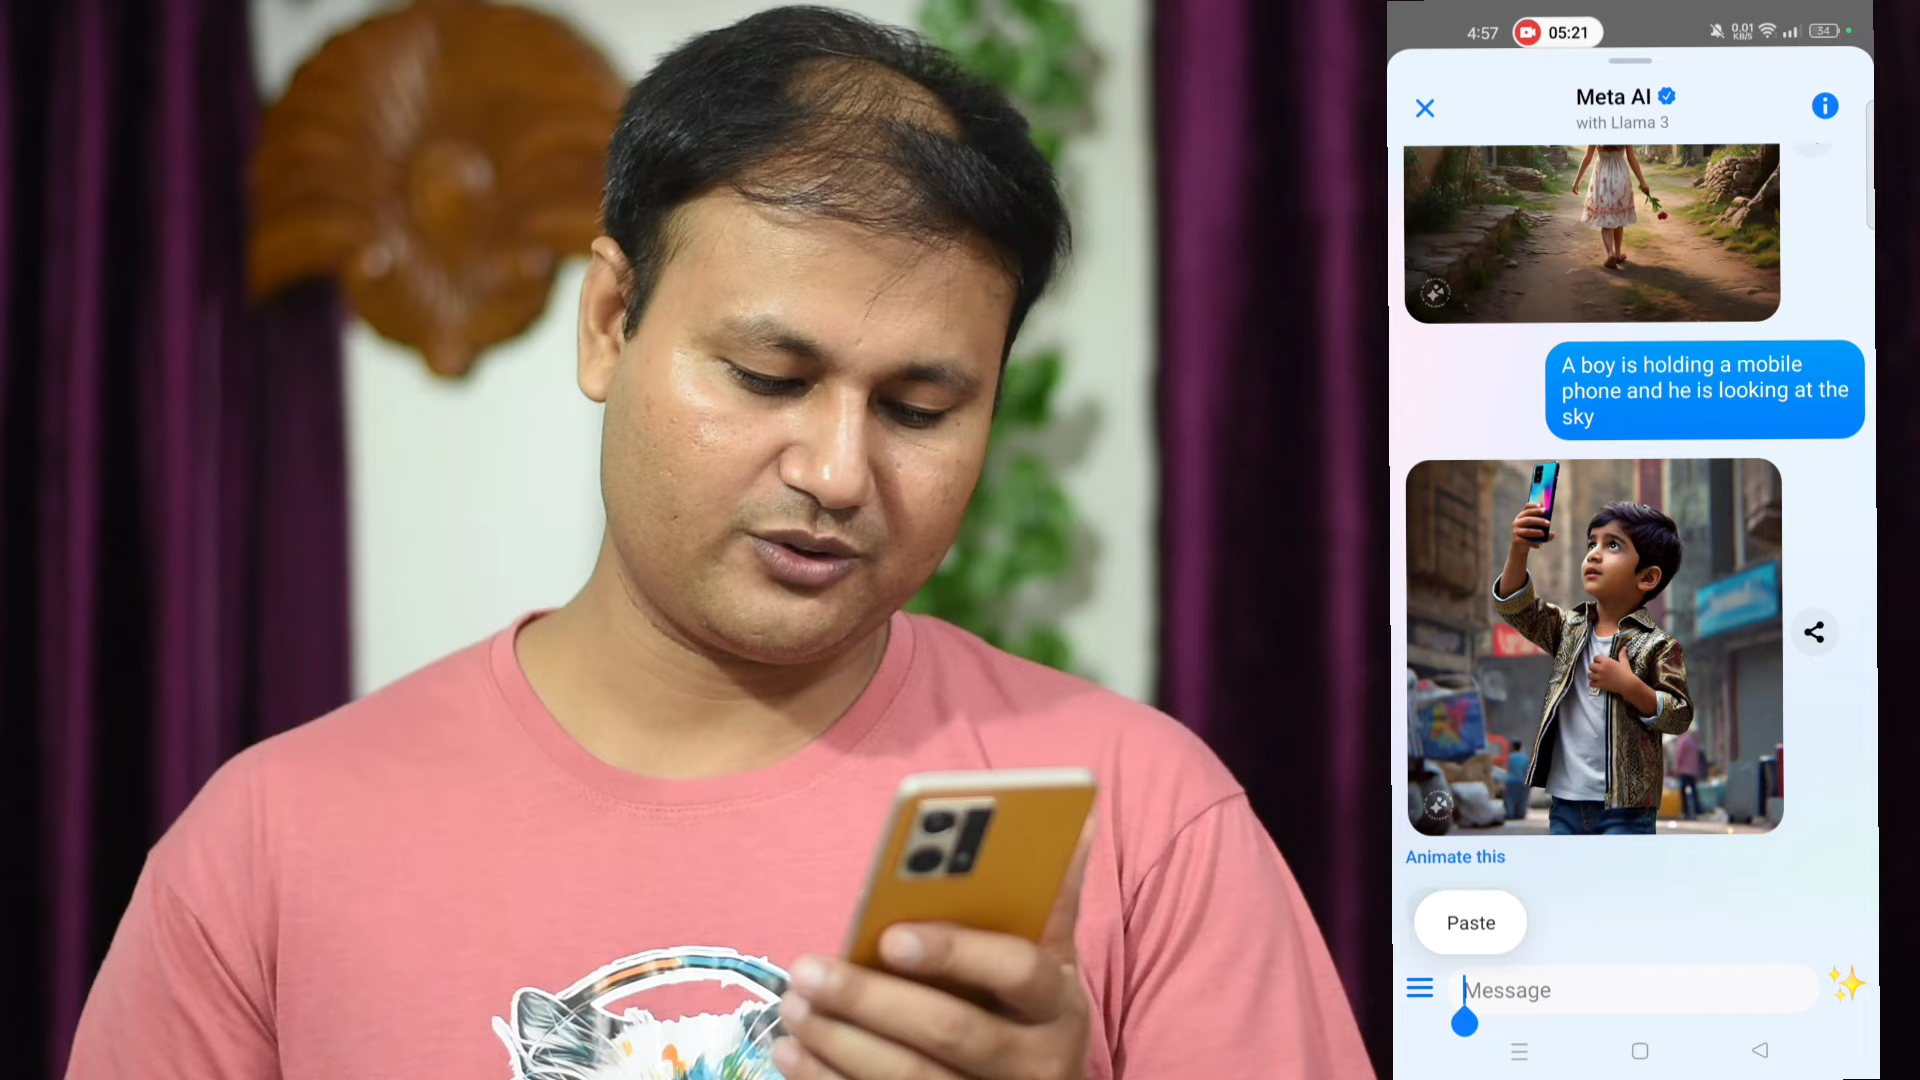 4:57
05:21
0.01
KB/S
34
Meta AI
with Llama 3
A boy is holding a mobile
phone and he is looking at the
sky
Animate this
Paste
Message